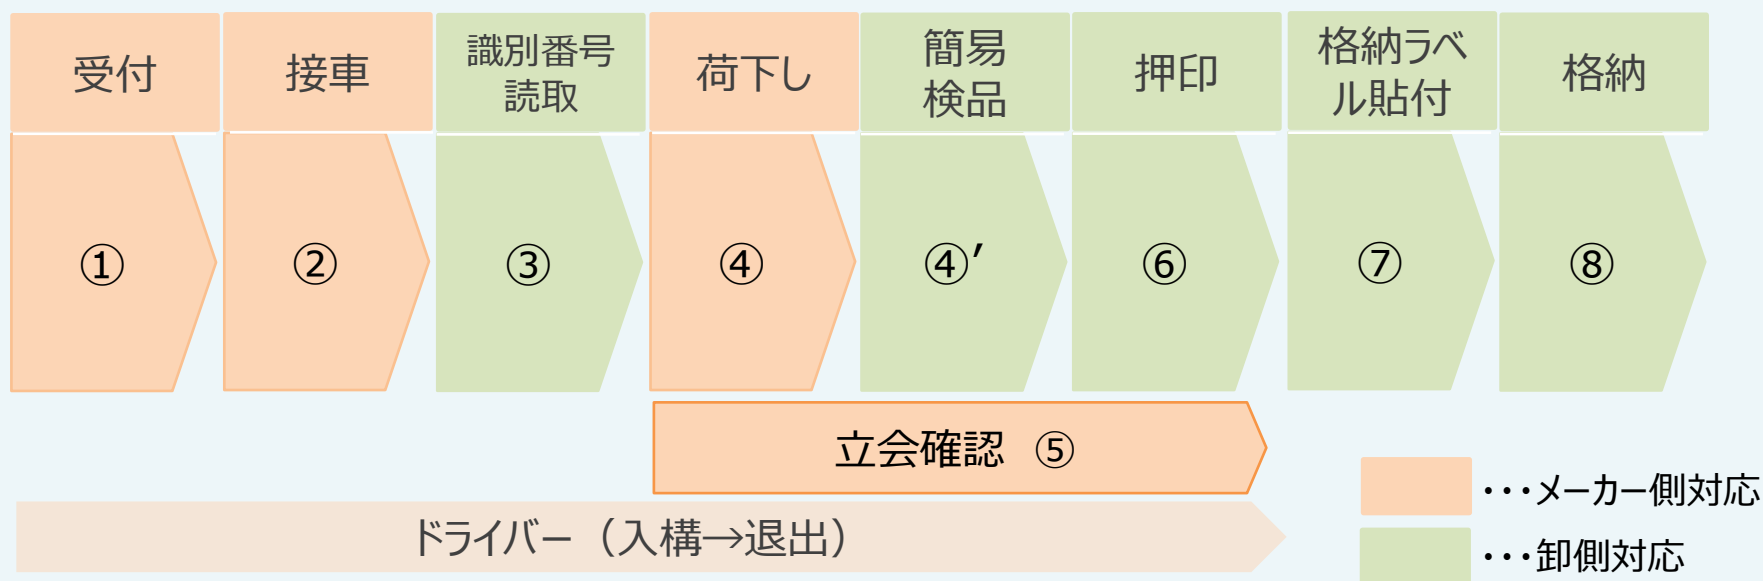 受付
接車
識別番号
読取
荷下し
簡易
検品
押印
格納ラベ
ル貼付
格納
①
②
③
④
④′
⑥
⑦
⑧
立会確認 ⑤
ドライバー（入構→退出）
・・・メーカー側対応
・・・卸側対応